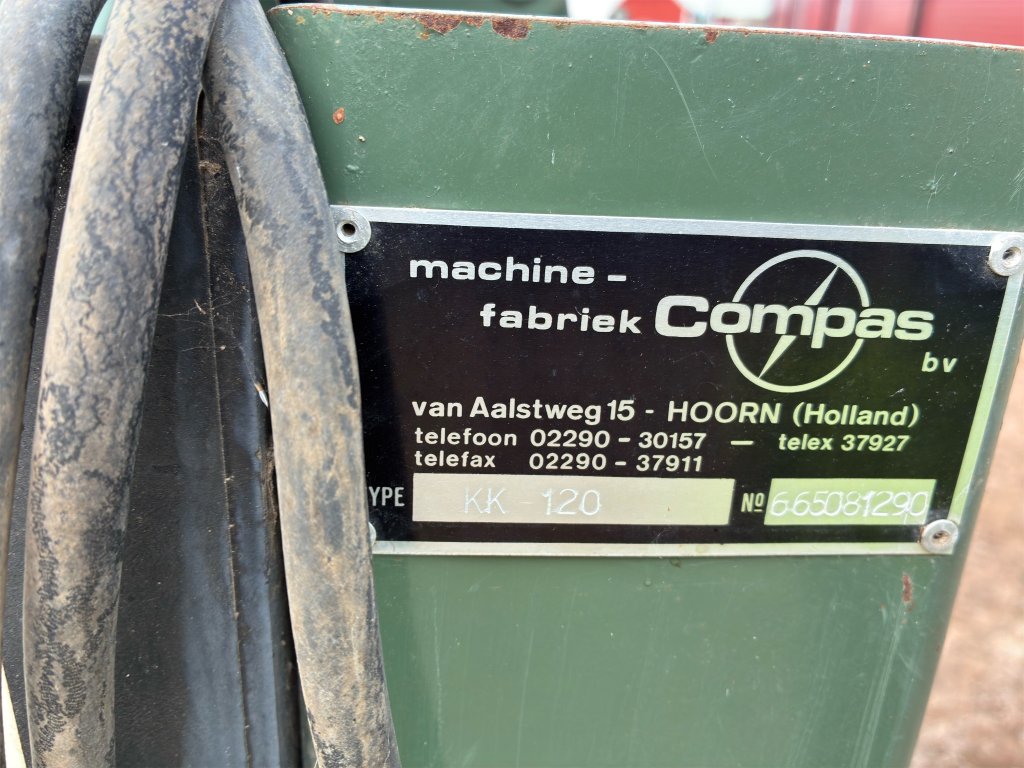 machine -
fabriek Compas
bv
van Aalstweg 15 - HOORN (Holland)
telefoon 02290 - 30157 — telex 37927
telefax 02290 - 37911
YPE KK - 120 Nº 665081290